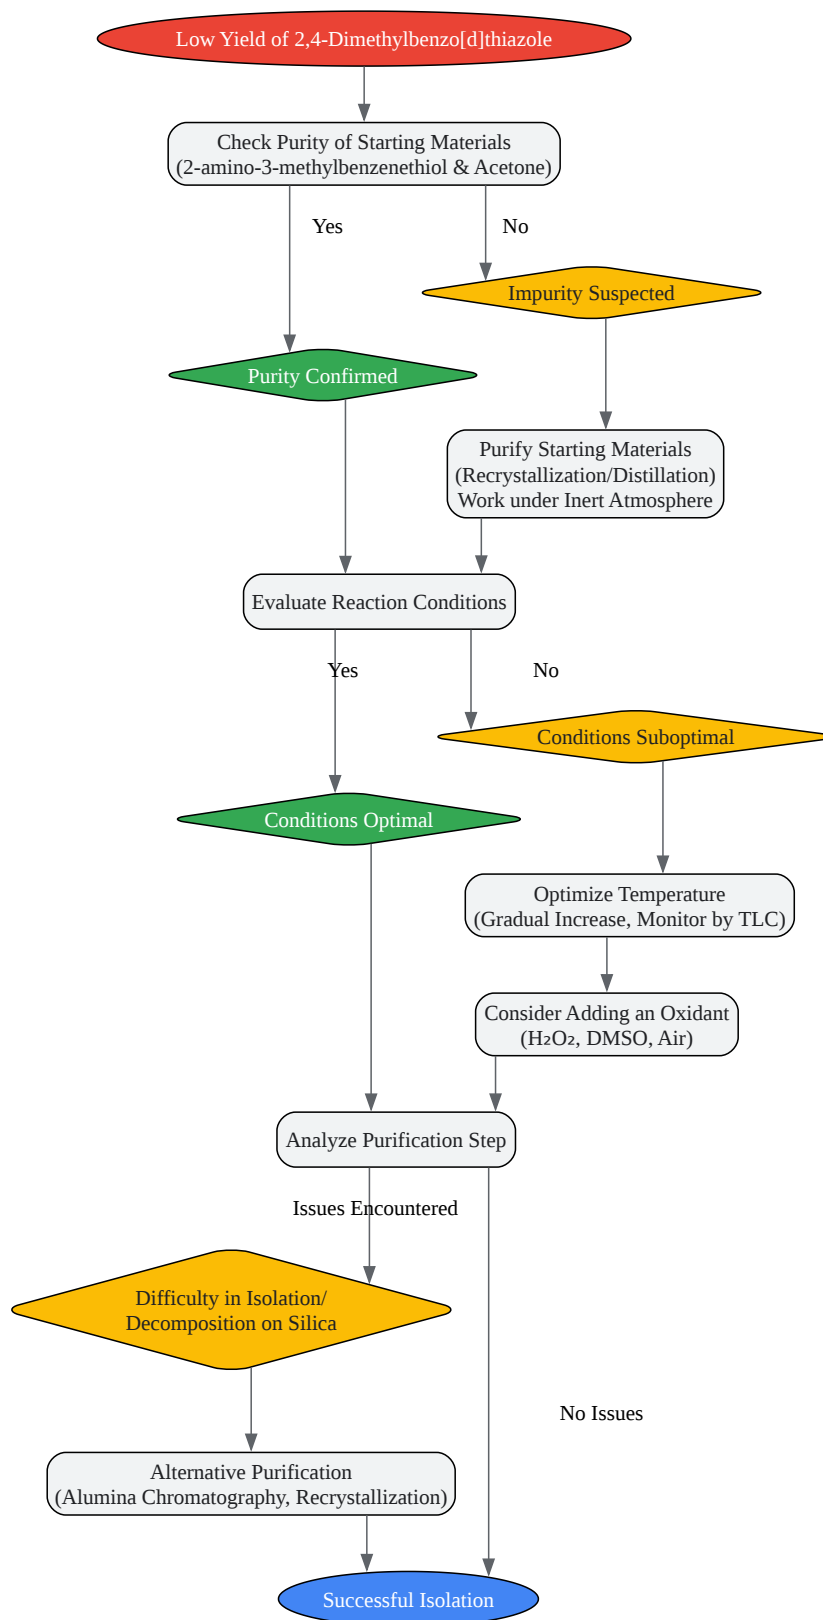 Low Yield of 2,4-Dimethylbenzo[d]thiazole
Check Purity of Starting Materials
(2-amino-3-methylbenzenethiol & Acetone)
Yes
No
Impurity Suspected
Purity Confirmed
Purify Starting Materials
(Recrystallization/Distillation)
Work under Inert Atmosphere
Evaluate Reaction Conditions
Yes
No
Conditions Suboptimal
Conditions Optimal
Optimize Temperature
(Gradual Increase, Monitor by TLC)
Consider Adding an Oxidant
(H₂O₂, DMSO, Air)
Analyze Purification Step
Issues Encountered
Difficulty in Isolation/
Decomposition on Silica
No Issues
Alternative Purification
(Alumina Chromatography, Recrystallization)
Successful Isolation